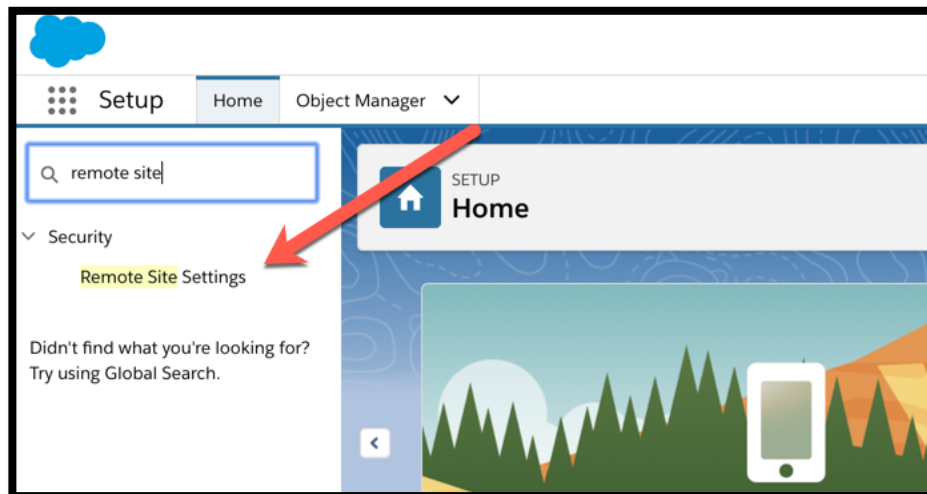 Setup
Home
Object Manager
remote site
SETUP
Home
Security
Remote Site Settings
Didn't find what you're looking for?
Try using Global Search.